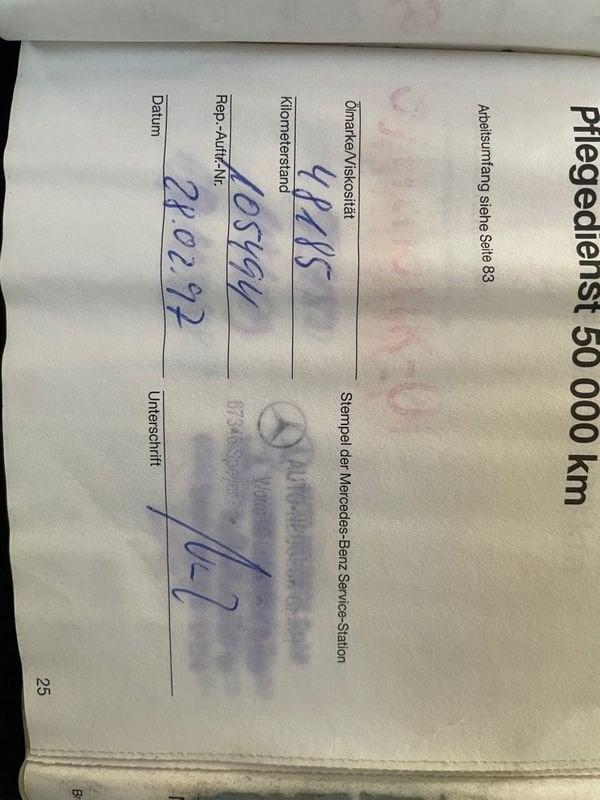 Pflegedienst 50 000 km
Arbeitsumfang siehe Seite 83
Ölmarke/Viskosität
48185
Kilometerstand
105494
Rep.-Auftr.-Nr.
28.02.97
Datum
Stempel der Mercedes-Benz Service-Station
67346 Speyer
Unterschrift
25